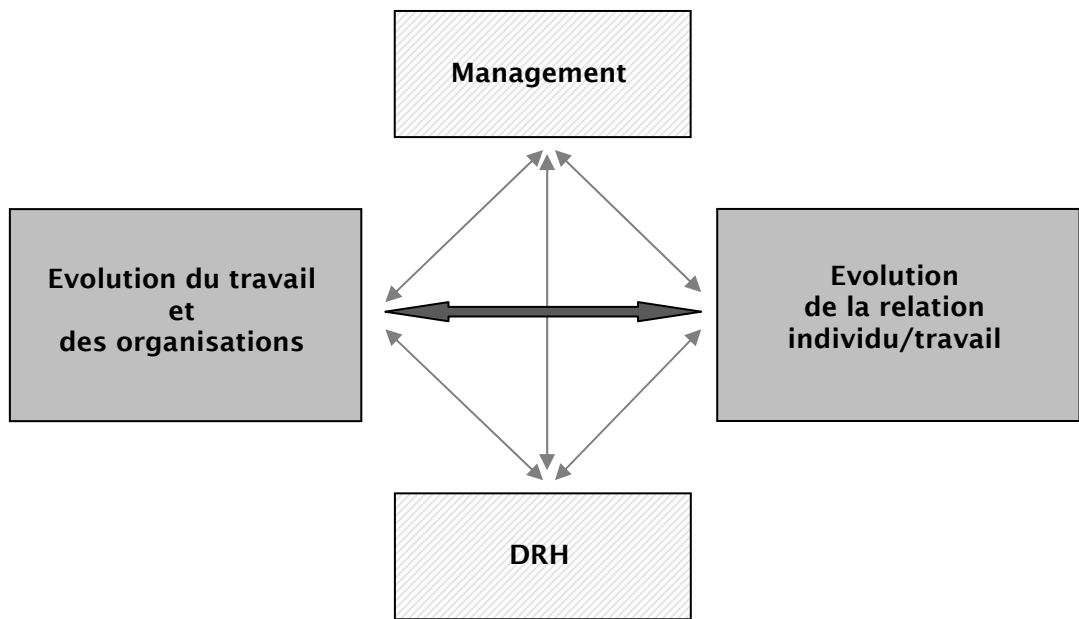 Management
Evolution du travail
et
des organisations
Evolution
de la relation
individu/travail
DRH